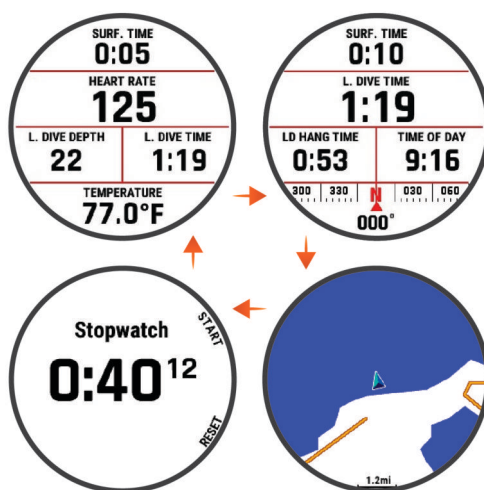 SURF. TIME
0:05
HEART RATE
125
L. DIVE DEPTH
L. DIVE TIME
22
1:19
TEMPERATURE
77.0°F
SURF. TIME
0:10
L. DIVE TIME
1:19
LD HANG TIME
TIME OF DAY
0:53
9:16
300 330 N 030 060
000°
Stopwatch
START
0:40 12
RESET
1.2mi